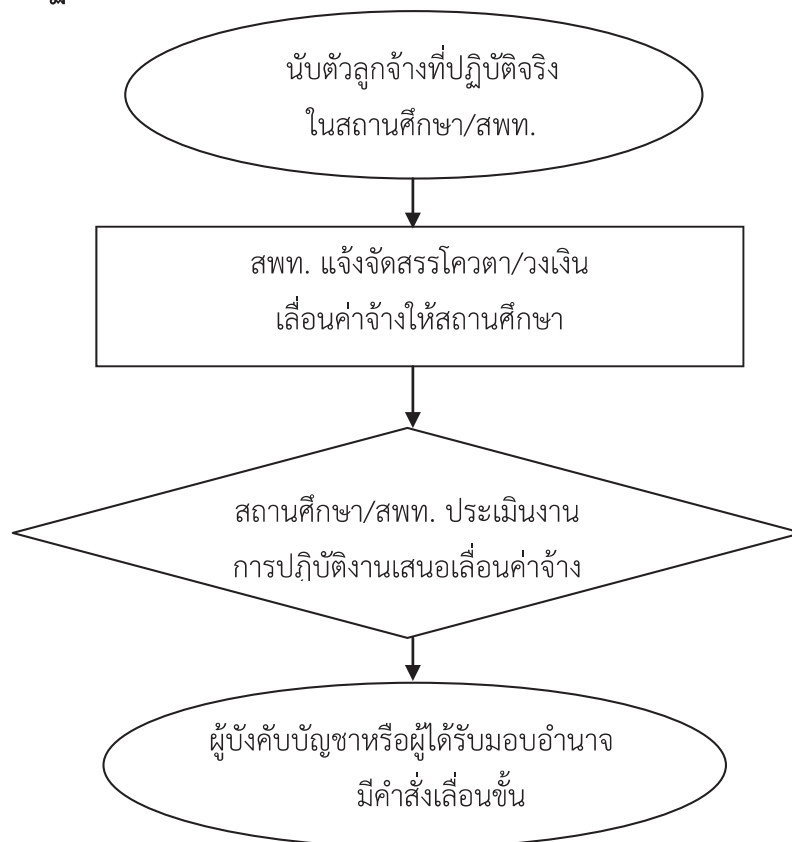 นับตัวลูกจ้างที่ปฏิบัติจริง
ในสถานศึกษา/สพท.
สพท. แจ้งจัดสรรโควตา/วงเงิน
เลื่อนค่าจ้างให้สถานศึกษา
สถานศึกษา/สพท. ประเมินงาน
การปฏิบัติงานเสนอเลื่อนค่าจ้าง
ผู้บังคับบัญชาหรือผู้ได้รับมอบอำนาจ
มีคำสั่งเลื่อนขั้น